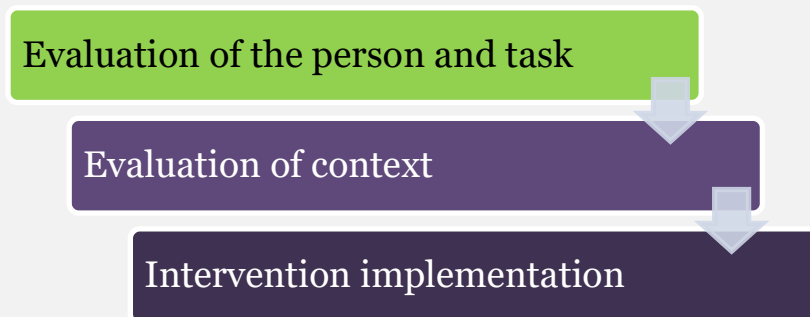 Evaluation of the person and task
Evaluation of context
Intervention implementation